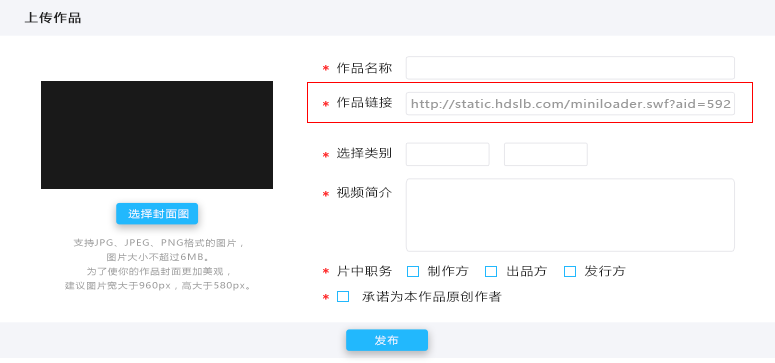 上传作品
* 作品名称
* 作品链接 http://static.hdslb.com/miniloader.swf?aid=592
* 选择类别
* 视频简介
选择封面图
支持JPG、JPEG、PNG格式的图片，
图片大小不超过6MB。
为了使你的作品封面更加美观，
建议图片宽大于960px，高大于580px。
* 片中职务 制作方 出品方 发行方
* 承诺为本作品原创作者
发布